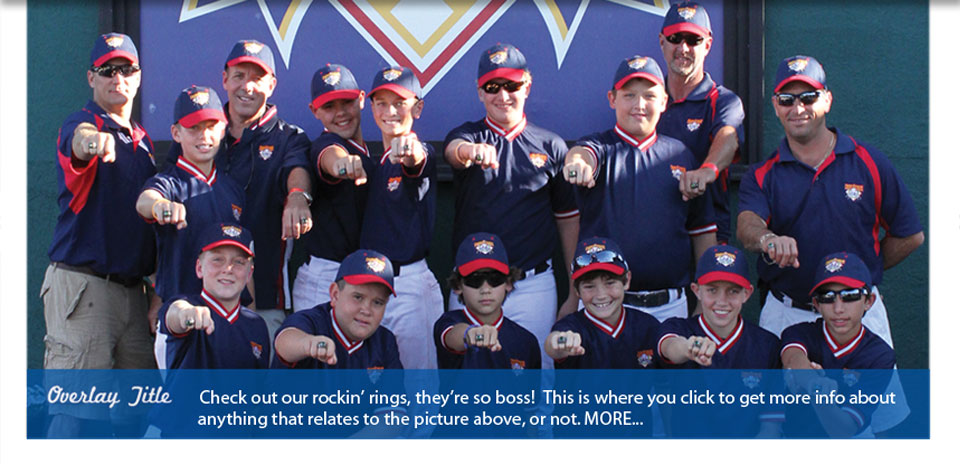 Overlay Title
Check out our rockin’ rings, they’re so boss!  This is where you click to get more info about
anything that relates to the picture above, or not. MORE...